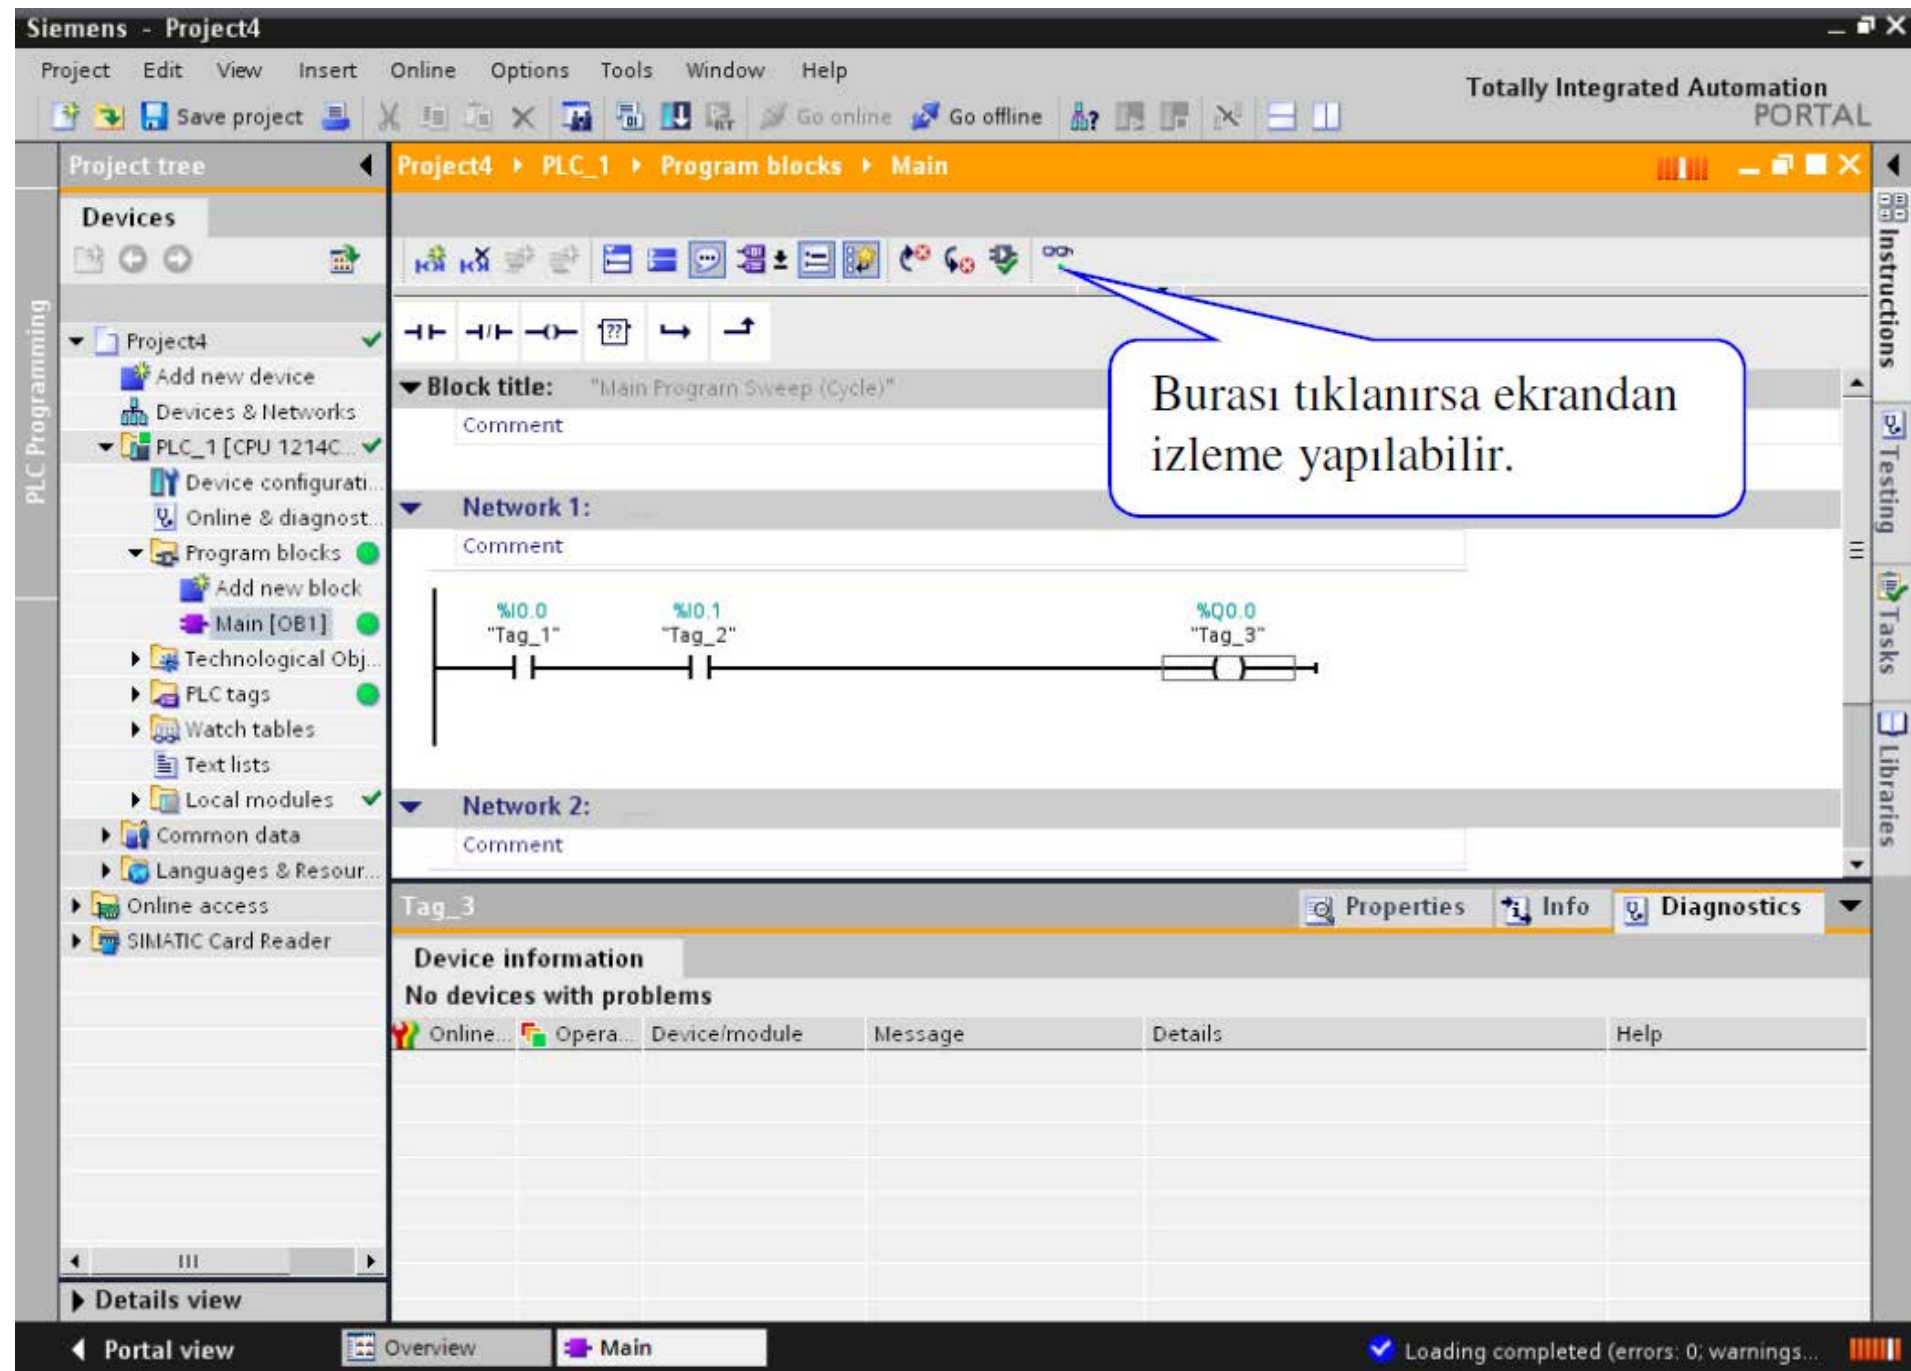 Siemens - Project4
Project Edit View Insert Online Options Tools Window Help
Totally Integrated Automation
PORTAL
Save project Go online Go offline
Project tree
Project4 PLC_1 Program blocks Main
Devices
PLC Programming
Project4
Add new device
Devices & Networks
PLC_1 [CPU 1214C...
Device configurati...
Online & diagnost...
Program blocks
Add new block
Main [OB1]
Technological Obj...
PLC tags
Watch tables
Text lists
Local modules
Common data
Languages & Resour...
Online access
SIMATIC Card Reader
Details view
??
Block title: "Main Program Sweep (Cycle)"
Comment
Burası tıklanırsa ekrandan
izleme yapılabilir.
Network 1:
Comment
%I0.0 %I0.1 %Q0.0
"Tag_1" "Tag_2" "Tag_3"
Network 2:
Comment
Instructions
Testing
Tasks
Libraries
Tag_3 Properties Info Diagnostics
Device information
No devices with problems
Online... Opera... Device/module Message Details Help
Portal view Overview Main Loading completed (errors: 0; warnings...